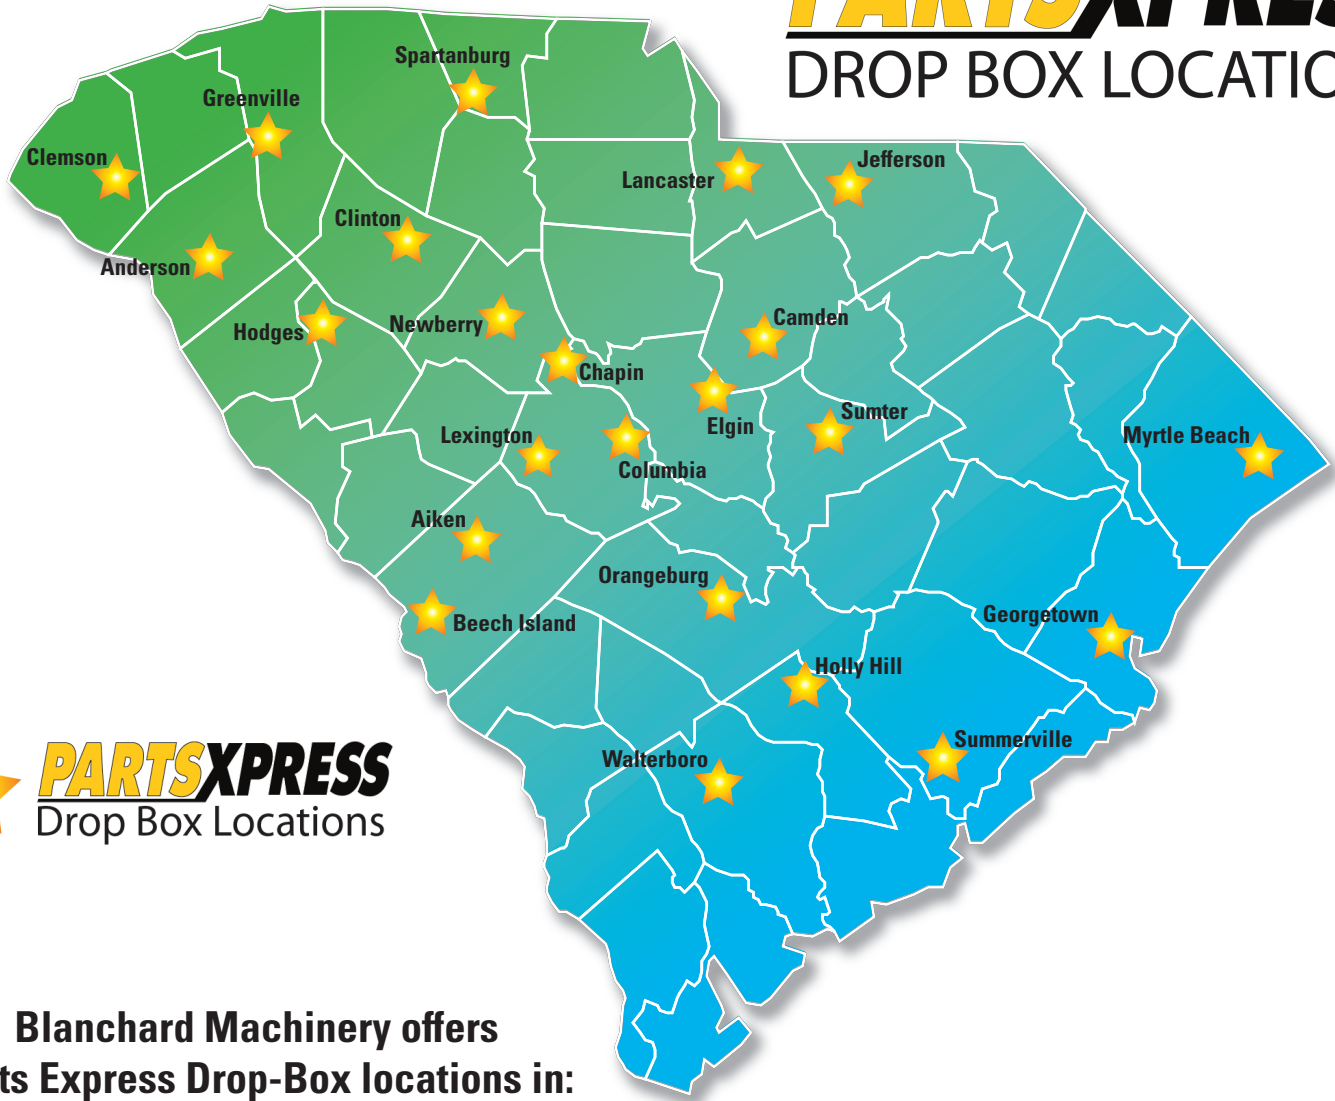 PARTSXPRES
DROP BOX LOCATIO
Spartanburg
Greenville
Clemson
Jefferson
Lancaster
Clinton
Anderson
Hodges
Newberry
Camden
Chapin
Elgin
Sumter
Lexington
Columbia
Myrtle Beach
Aiken
Orangeburg
Beech Island
Georgetown
Holly Hill
Summerville
Walterboro
PARTSXPRESS
Drop Box Locations
Blanchard Machinery offers
ts Express Drop-Box locations in: